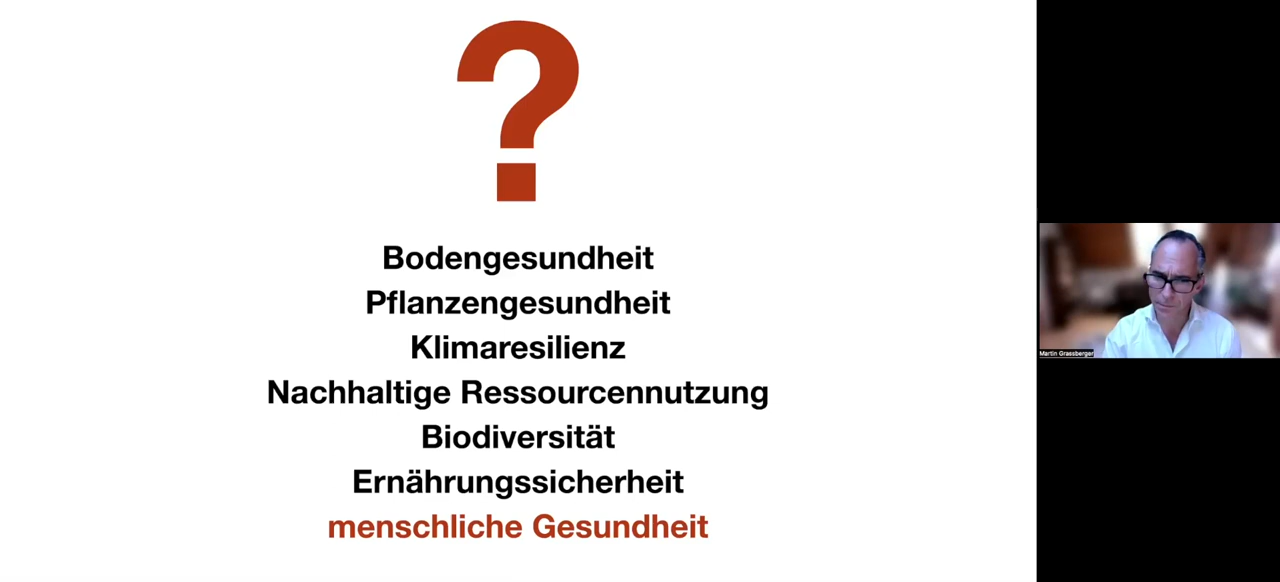 ?
Bodengesundheit
Pflanzengesundheit
Klimaresilienz
Nachhaltige Ressourcennutzung
Biodiversität
Ernährungssicherheit
menschliche Gesundheit
Martin Grassberger